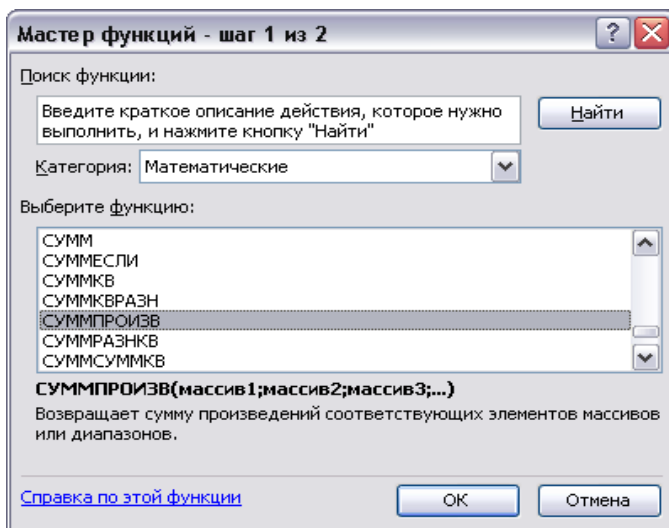 Мастер функций - шаг 1 из 2
Поиск функции:
Введите краткое описание действия, которое нужно
выполнить, и нажмите кнопку "Найти"
Найти
Категория: Математические
Выберите функцию:
СУММ
СУММЕСЛИ
СУММКВ
СУММКВРАЗН
СУММПРОИЗВ
СУММРАЗНКВ
СУММСУММКВ
СУММПРОИЗВ(массив1;массив2;массив3;...)
Возвращает сумму произведений соответствующих элементов массивов
или диапазонов.
Справка по этой функции
ОК
Отмена